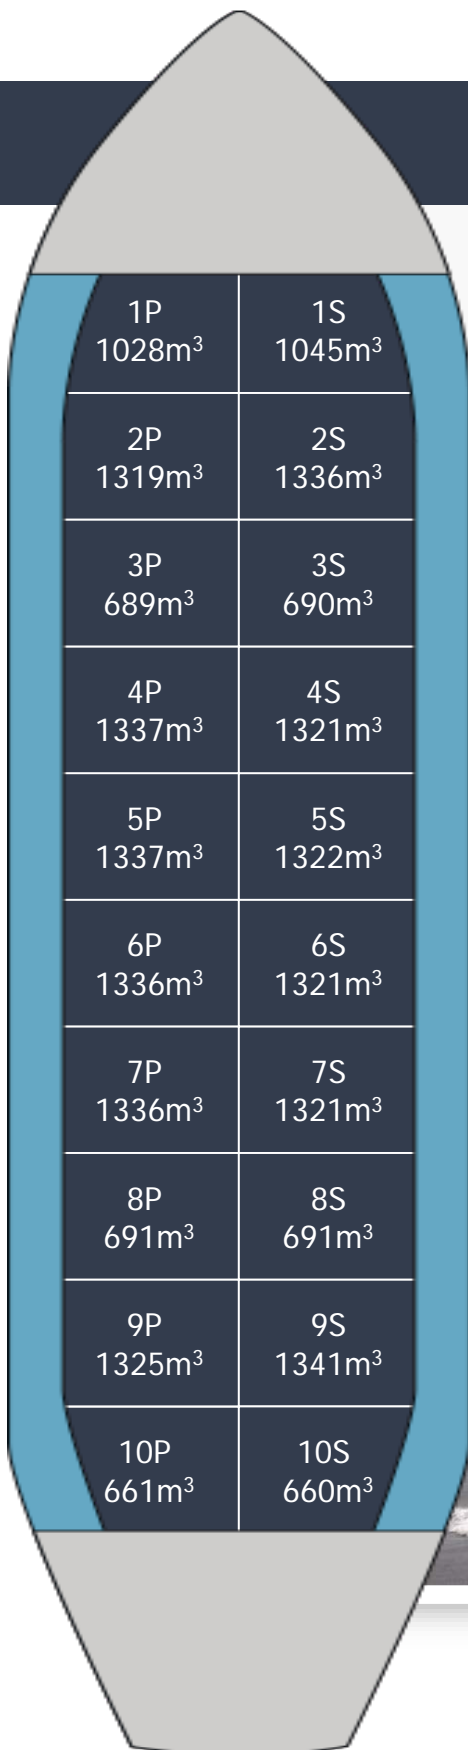 1P
1028m³
1S
1045m³
2P
1319m³
2S
1336m³
3P
689m³
3S
690m³
4P
1337m³
4S
1321m³
5P
1337m³
5S
1322m³
6P
1336m³
6S
1321m³
7P
1336m³
7S
1321m³
8P
691m³
8S
691m³
9P
1325m³
9S
1341m³
10P
661m³
10S
660m³